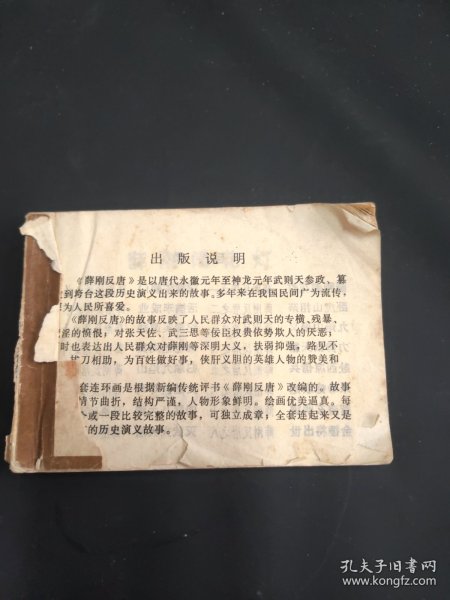 出版说明
《薛刚反唐》是以唐代永徽元年至神龙元年武则天参政、篡
到垮台这段历史演义出来的故事。多年来在我国民间广为流传，
为人民所喜爱。
《薛刚反唐》的故事反映了人民群众对武则天的专横、残暴、
的愤恨；对张天佐、武三思等佞臣权贵依势欺人的厌恶；
时也表达出人民群众对薛刚等深明大义，扶弱抑强，路见不
扩刀相助，为百姓做好事，侠肝义胆的英雄人物的赞美和
套连环画是根据新编传统评书《薛刚反唐》改编的。故事
情节曲折，结构严谨，人物形象鲜明。绘画优美逼真。每
或一段比较完整的故事，可独立成章；全套连起来又是
的历史演义故事。
孔夫子旧书网
www.kongfz.com